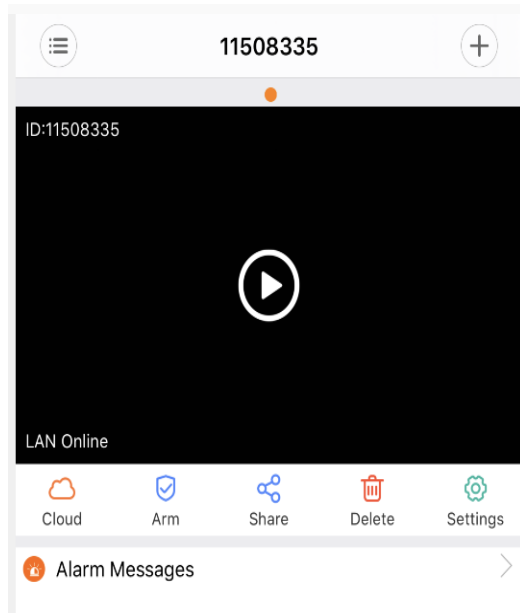 11508335
ID:11508335
LAN Online
Cloud Arm Share Delete Settings
Alarm Messages